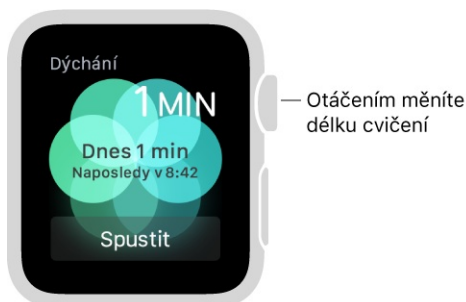 Dýchání
1 MIN
Dnes 1 min
Naposledy v 8:42
Spustit
Otáčením měníte
délku cvičení